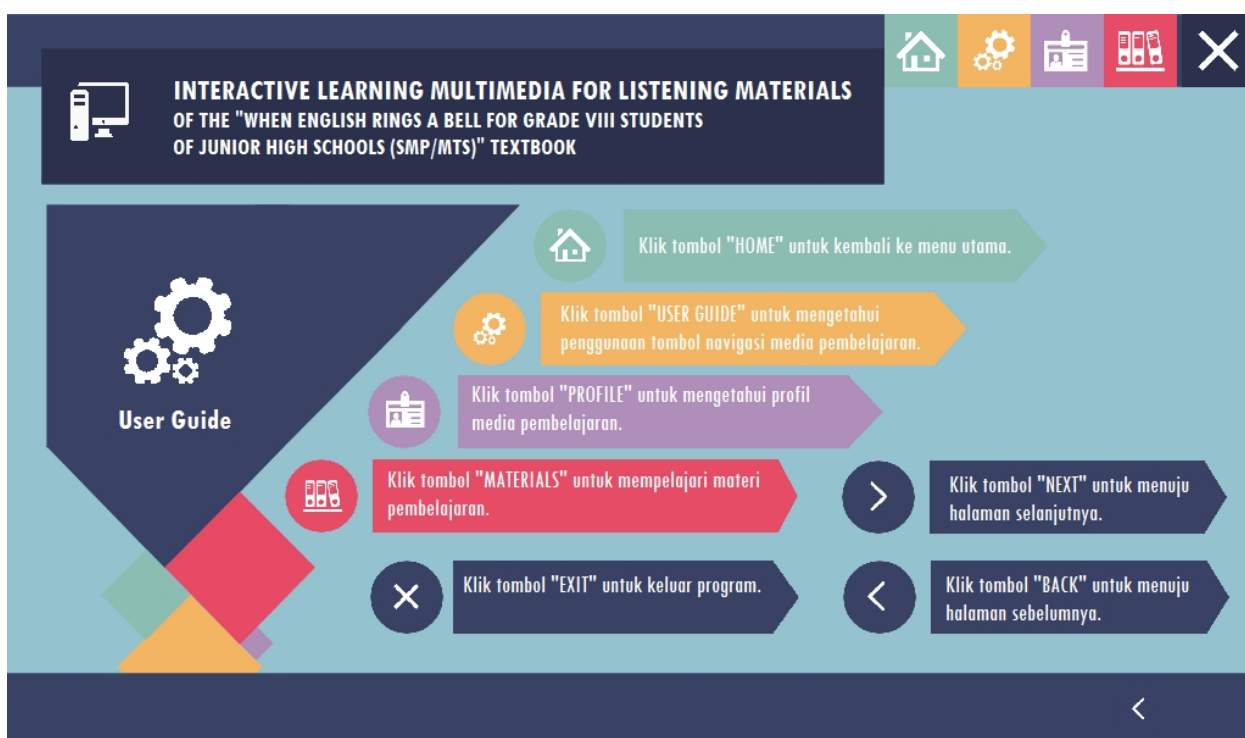 INTERACTIVE LEARNING MULTIMEDIA FOR LISTENING MATERIALS
OF THE "WHEN ENGLISH RINGS A BELL FOR GRADE VIII STUDENTS
OF JUNIOR HIGH SCHOOLS (SMP/MTS)" TEXTBOOK
User Guide
Klik tombol "HOME" untuk kembali ke menu utama.
Klik tombol "USER GUIDE" untuk mengetahui
penggunaan tombol navigasi media pembelajaran.
Klik tombol "PROFILE" untuk mengetahui profil
media pembelajaran.
Klik tombol "MATERIALS" untuk mempelajari materi
pembelajaran.
Klik tombol "NEXT" untuk menuju
halaman selanjutnya.
Klik tombol "EXIT" untuk keluar program.
Klik tombol "BACK" untuk menuju
halaman sebelumnya.